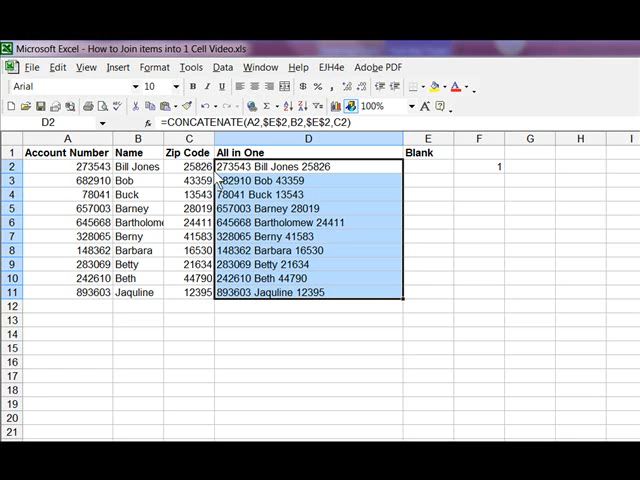 Microsoft Excel - How to Join items into 1 Cell Video.xls
File Edit View Insert Format Tools Data Window Help EJH4e Adobe PDF
Arial 10 B I U $ % ,
Σ 100%
D2 fx =CONCATENATE(A2,$E$2,B2,$E$2,C2)
A B C D E F G H I
1 Account Number Name Zip Code All in One Blank
2 273543 Bill Jones 25826 273543 Bill Jones 25826 1
3 682910 Bob 43359 682910 Bob 43359
4 78041 Buck 13543 78041 Buck 13543
5 657003 Barney 28019 657003 Barney 28019
6 645668 Bartholome 24411 645668 Bartholomew 24411
7 328065 Berny 41583 328065 Berny 41583
8 148362 Barbara 16530 148362 Barbara 16530
9 283069 Betty 21634 283069 Betty 21634
10 242610 Beth 44790 242610 Beth 44790
11 893603 Jaquline 12395 893603 Jaquline 12395
12
13
14
15
16
17
18
19
20
21